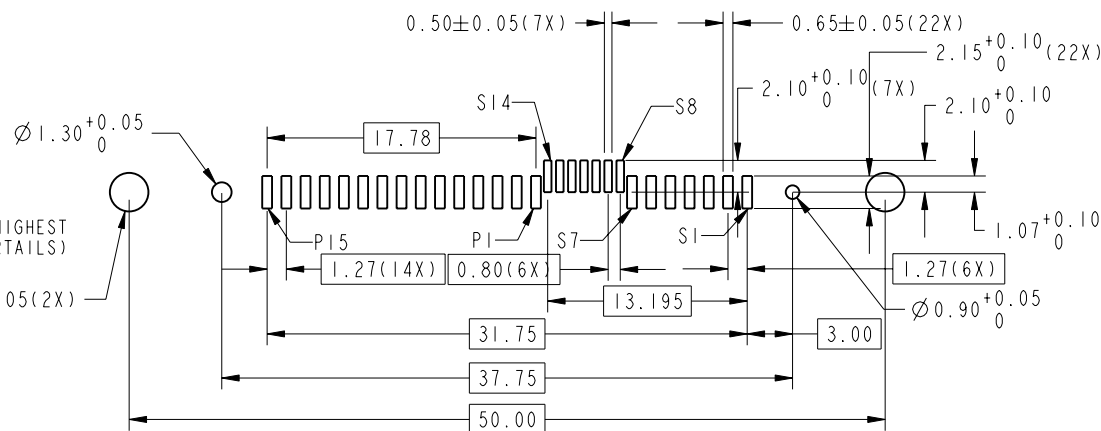 0.50±0.05(7X)
0.65±0.05(22X)
2.15 +0.10 0 (22X)
2.10 +0.10 0 (7X)
2.10 +0.10 0
S14
S8
Ø1.30 +0.05 0
17.78
HIGHEST
RTAILS)
P15
P1
S7
S1
1.07 +0.10 0
1.27(14X)
0.80(6X)
1.27(6X)
05(2X)
13.195
Ø0.90 +0.05 0
31.75
3.00
37.75
50.00